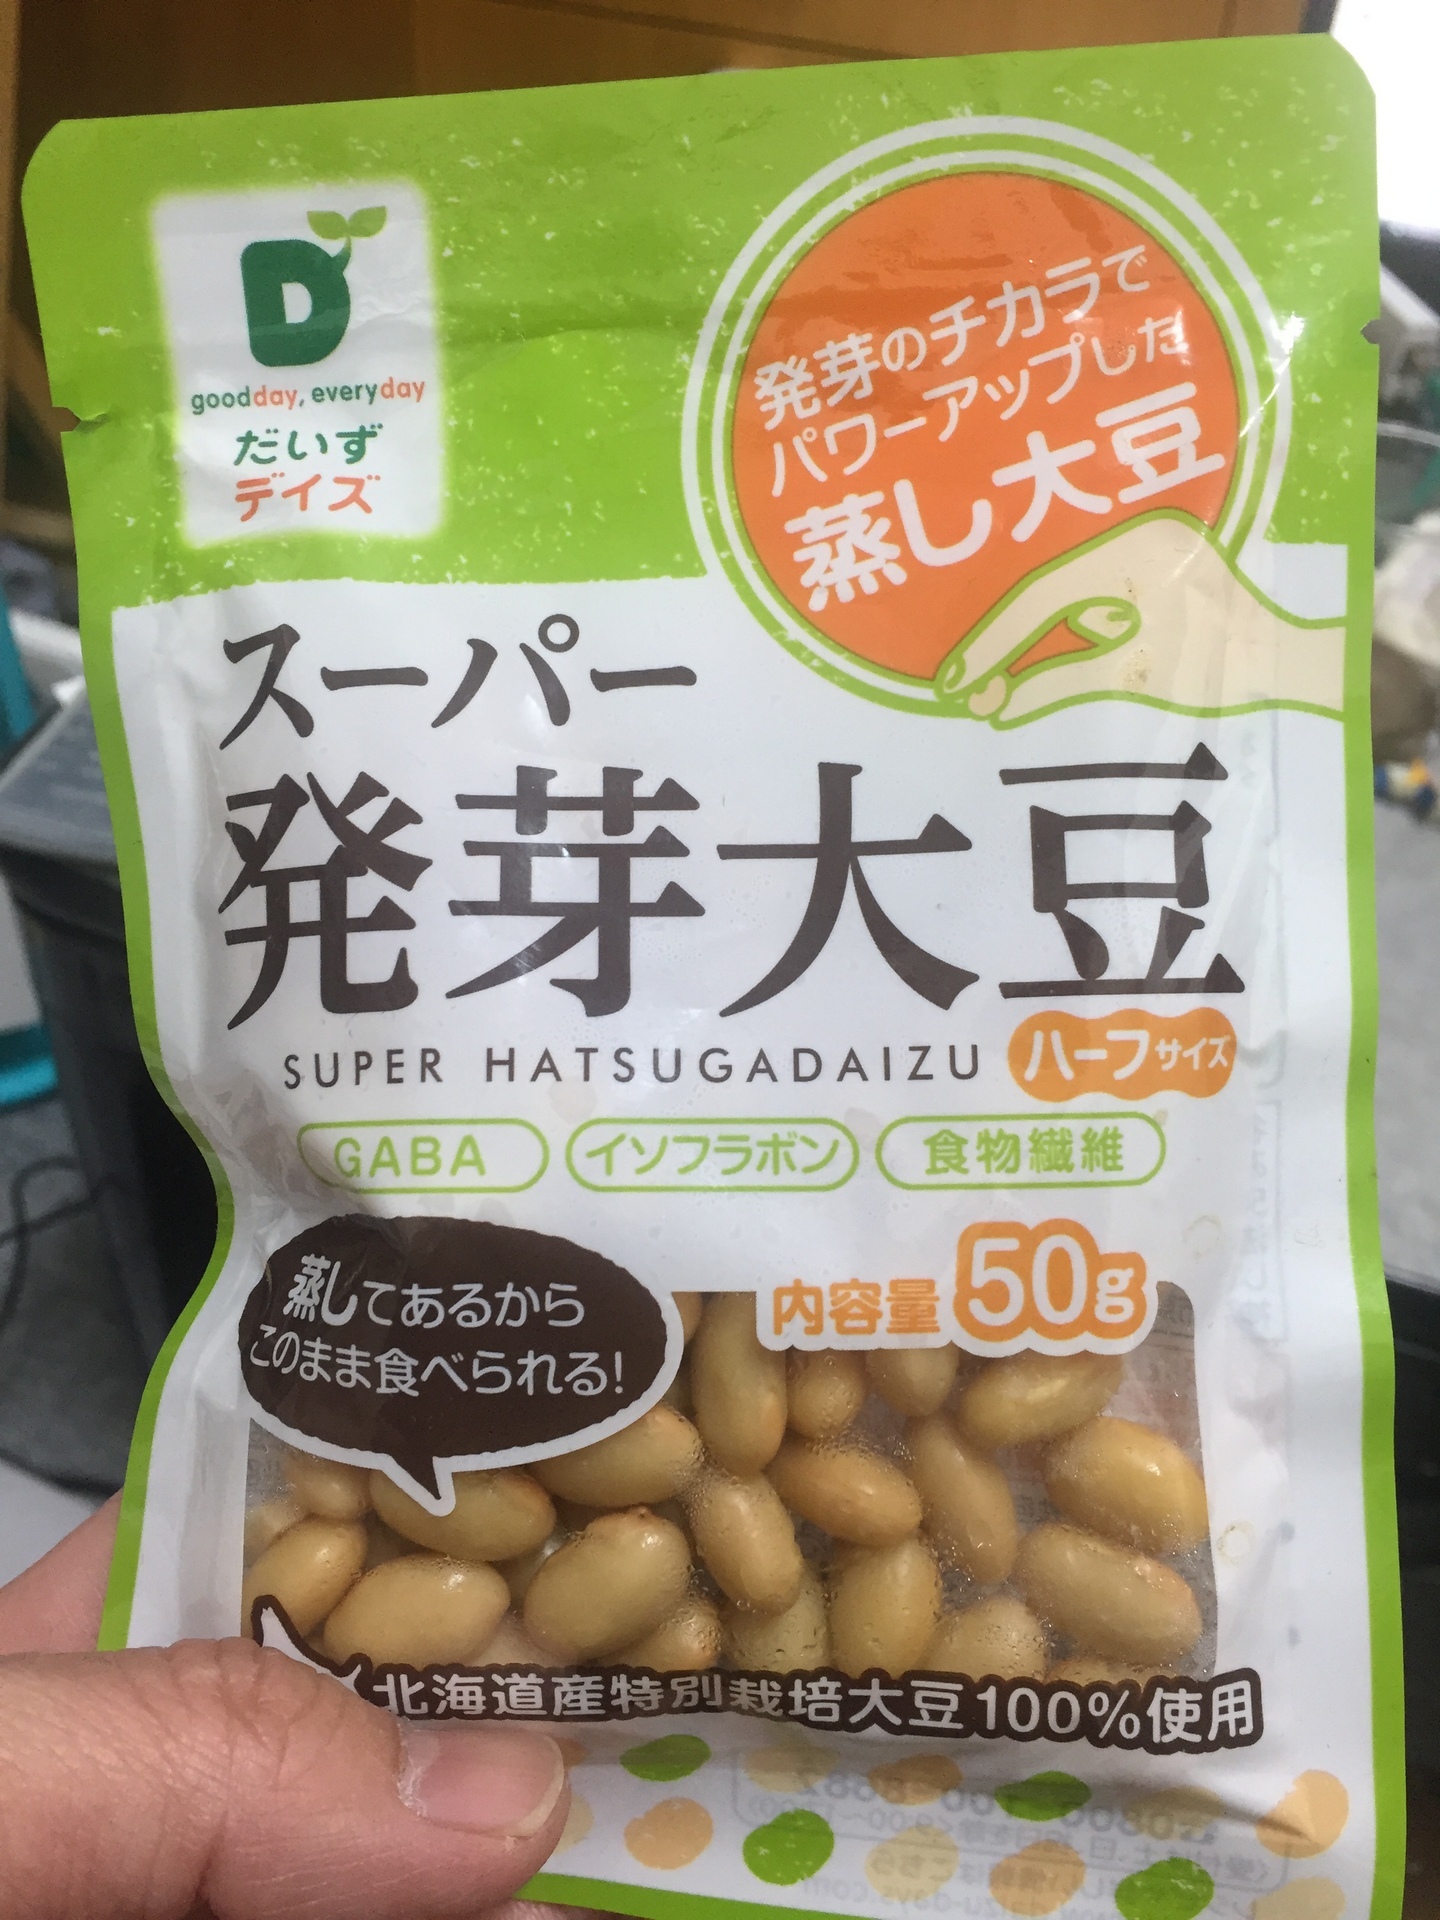 D
goodday, everyday
だいず
デイズ
発芽のチカラで
パワーアップした
蒸し大豆
スーパー
発芽大豆
SUPER HATSUGADAIZU
ハーフサイズ
GABA
イソフラボン
食物繊維
内容量50g
蒸してあるから
このまま食べられる!
北海道産特別栽培大豆100%使用